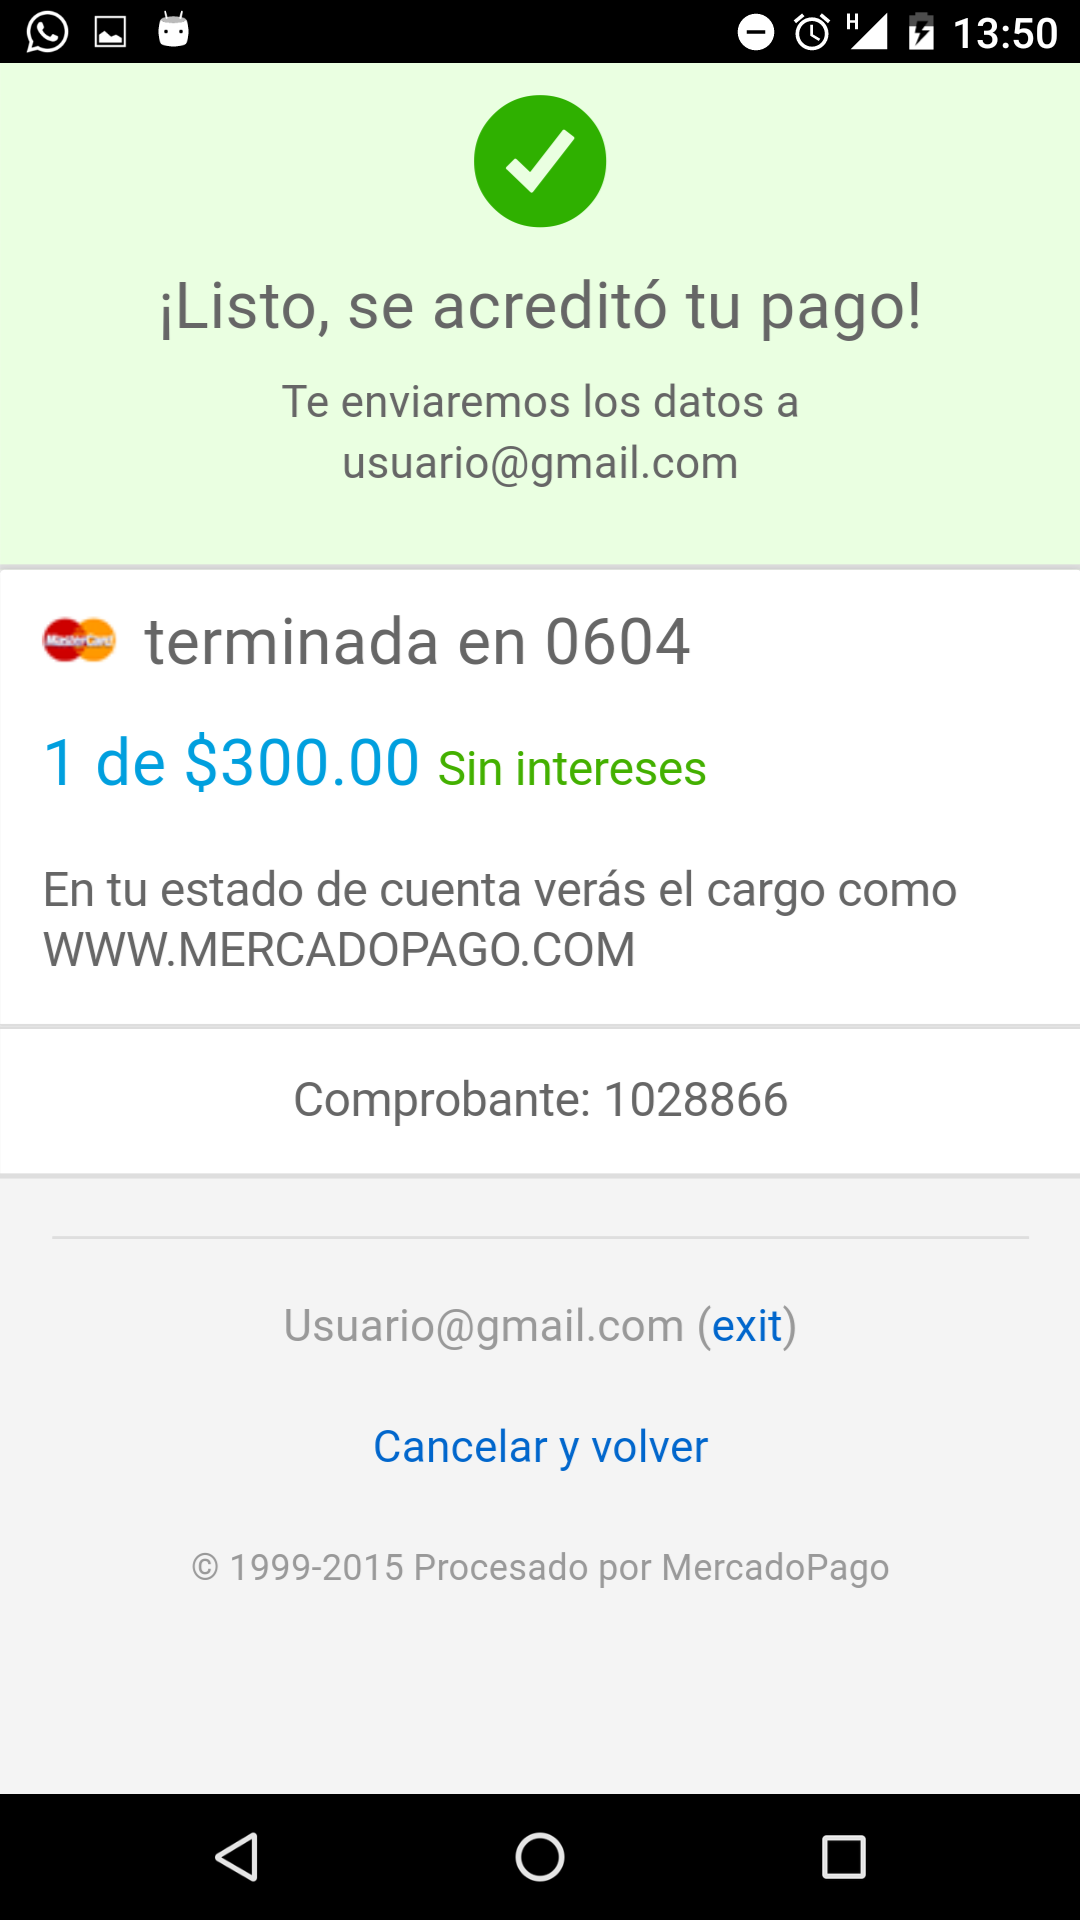 H 13:50
¡Listo, se acreditó tu pago!
Te enviaremos los datos a
usuario@gmail.com
MasterCard terminada en 0604
1 de $300.00 Sin intereses
En tu estado de cuenta verás el cargo como
WWW.MERCADOPAGO.COM
Comprobante: 1028866
Usuario@gmail.com (exit)
Cancelar y volver
© 1999-2015 Procesado por MercadoPago